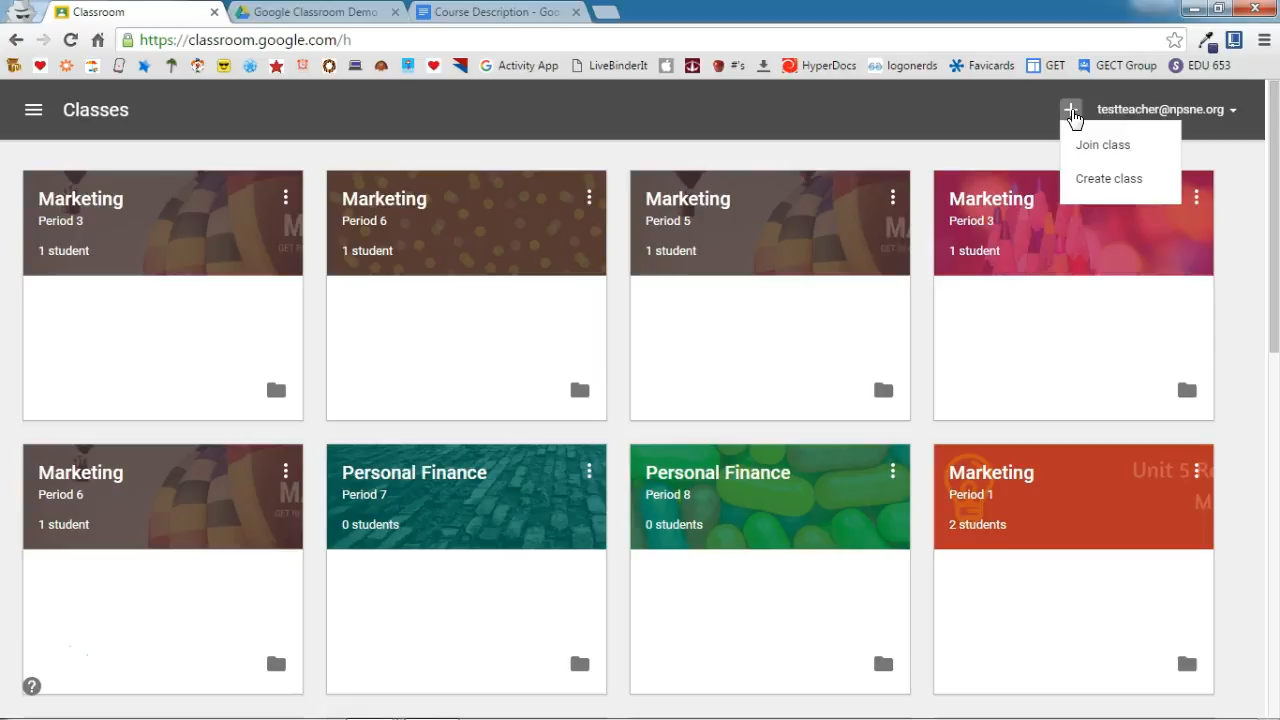 Classroom
Google Classroom Demo
Course Description - Goo
https://classroom.google.com/h
Activity App
LiveBinderIt
#'s
HyperDocs
logonerds
Favicards
GET
GECT Group
EDU 653
Classes
testteacher@npsne.org
Join class
Create class
Marketing
Period 3
1 student
Marketing
Period 6
1 student
Marketing
Period 5
1 student
Marketing
Period 3
1 student
Marketing
Period 6
1 student
Personal Finance
Period 7
0 students
Personal Finance
Period 8
0 students
Marketing
Period 1
2 students
Unit 5 Re
M
?